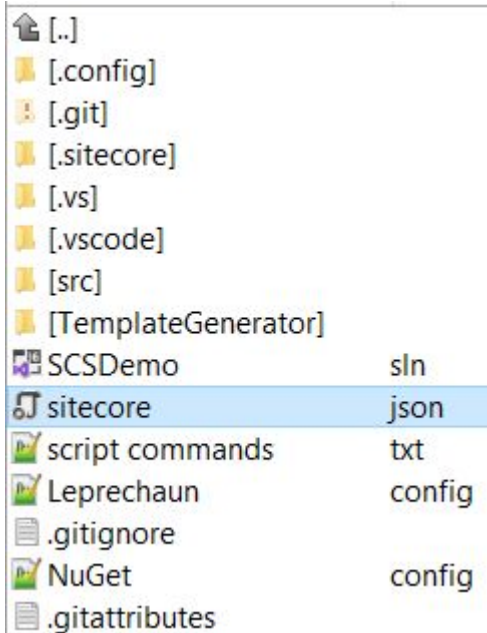 [..]
[.config]
[.git]
[.sitecore]
[.vs]
[.vscode]
[src]
[TemplateGenerator]
SCSDemo sln
sitecore json
script commands txt
Leprechaun config
.gitignore
NuGet config
.gitattributes